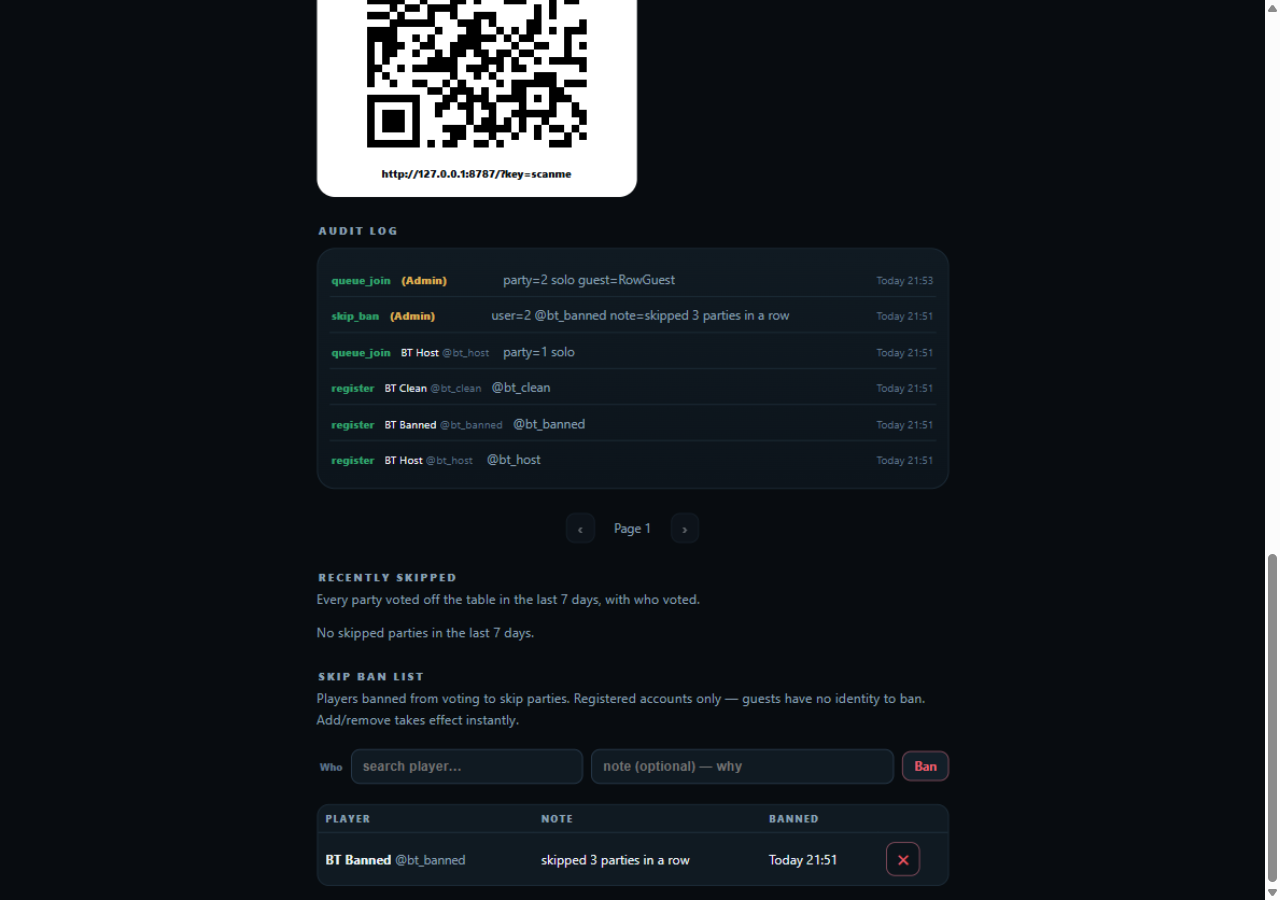 http://127.0.0.1:8787/?key=scanme
AUDIT LOG
queue_join (Admin) party=2 solo guest=RowGuest Today 21:53
skip_ban (Admin) user=2 @bt_banned note=skipped 3 parties in a row Today 21:51
queue_join BT Host @bt_host party=1 solo Today 21:51
register BT Clean @bt_clean @bt_clean Today 21:51
register BT Banned @bt_banned @bt_banned Today 21:51
register BT Host @bt_host @bt_host Today 21:51
‹ Page 1 ›
RECENTLY SKIPPED
Every party voted off the table in the last 7 days, with who voted.
No skipped parties in the last 7 days.
SKIP BAN LIST
Players banned from voting to skip parties. Registered accounts only — guests have no identity to ban.
Add/remove takes effect instantly.
Who search player... note (optional) — why Ban
PLAYER NOTE BANNED
BT Banned @bt_banned skipped 3 parties in a row Today 21:51 ✕